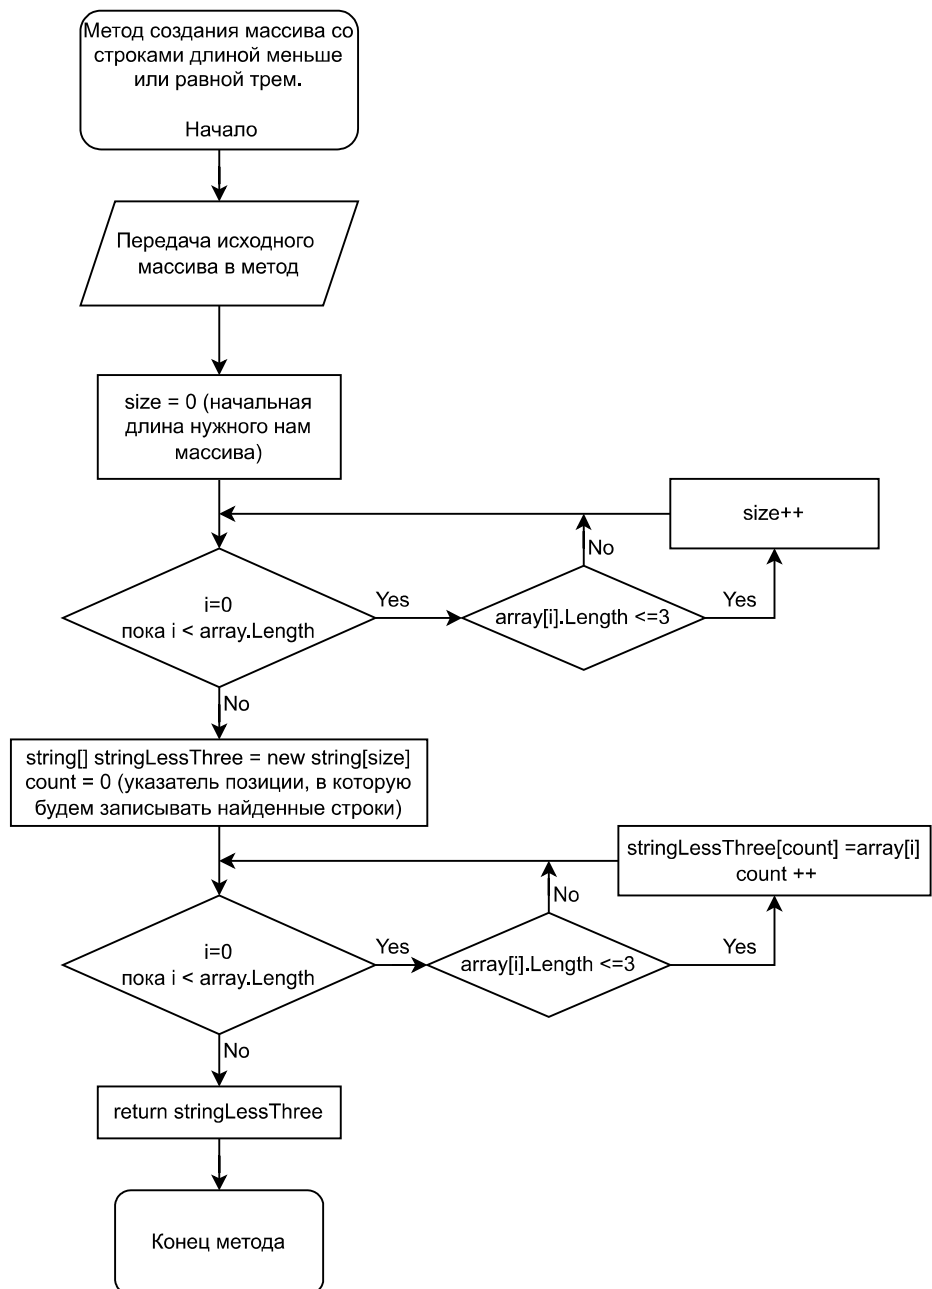 Метод создания массива со
строками длиной меньше
или равной трем.
Начало
Передача исходного
массива в метод
size = 0 (начальная
длина нужного нам
массива)
size++
No
i=0
пока i < array.Length
Yes
array[i].Length <=3
Yes
No
string[] stringLessThree = new string[size]
count = 0 (указатель позиции, в которую
будем записывать найденные строки)
stringLessThree[count] =array[i]
count ++
No
i=0
пока i < array.Length
Yes
array[i].Length <=3
Yes
No
return stringLessThree
Конец метода